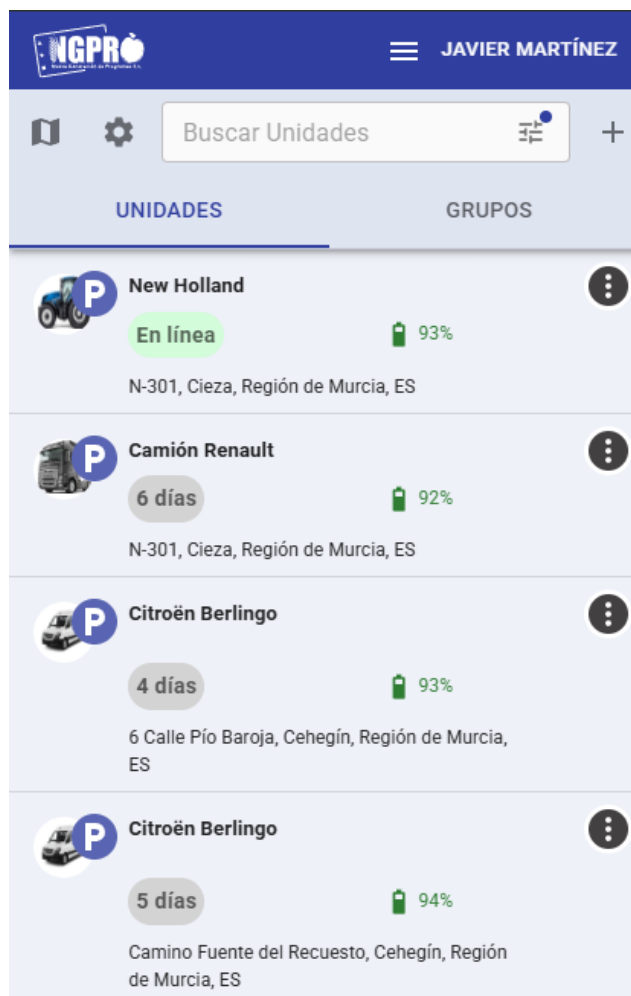 NGPRO
JAVIER MARTÍNEZ
Buscar Unidades
UNIDADES
GRUPOS
New Holland
P
En línea
93%
N-301, Cieza, Región de Murcia, ES
Camión Renault
P
6 días
92%
N-301, Cieza, Región de Murcia, ES
Citroën Berlingo
P
4 días
93%
6 Calle Pío Baroja, Cehegín, Región de Murcia,
ES
Citroën Berlingo
P
5 días
94%
Camino Fuente del Recuesto, Cehegín, Región
de Murcia, ES